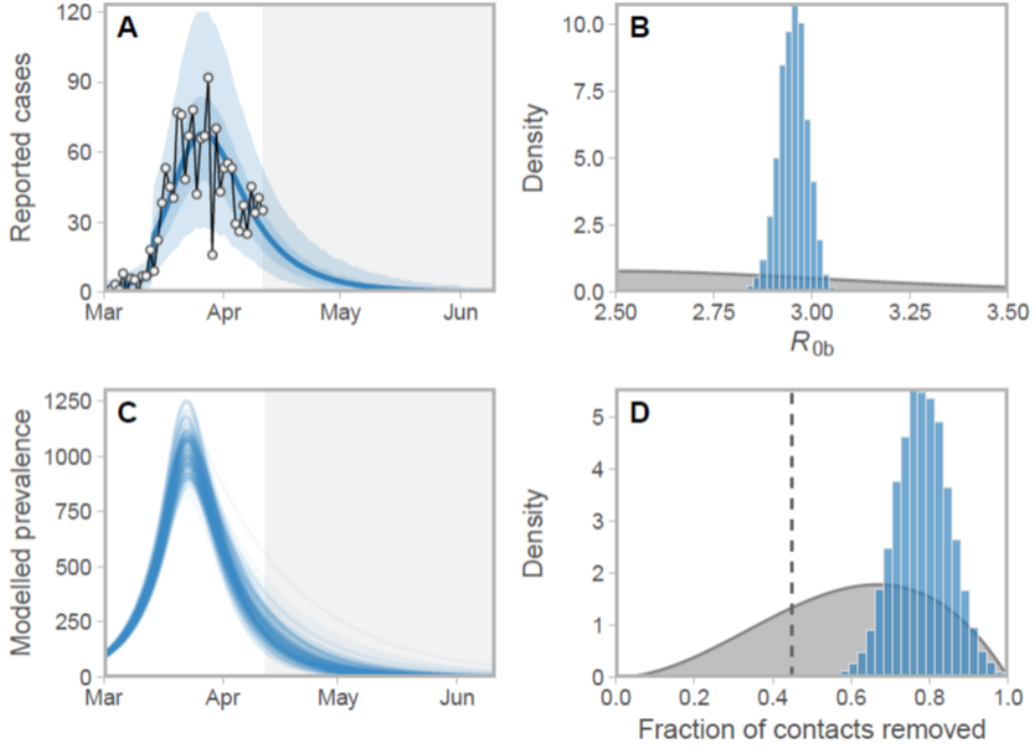 A
Reported cases
120
90
60
30
0
Mar Apr May Jun
B
Density
10.0
7.5
5.0
2.5
0.0
2.50 2.75 3.00 3.25 3.50
R0b
C
Modelled prevalence
1250
1000
750
500
250
0
Mar Apr May Jun
D
Density
5
4
3
2
1
0
0.0 0.2 0.4 0.6 0.8 1.0
Fraction of contacts removed